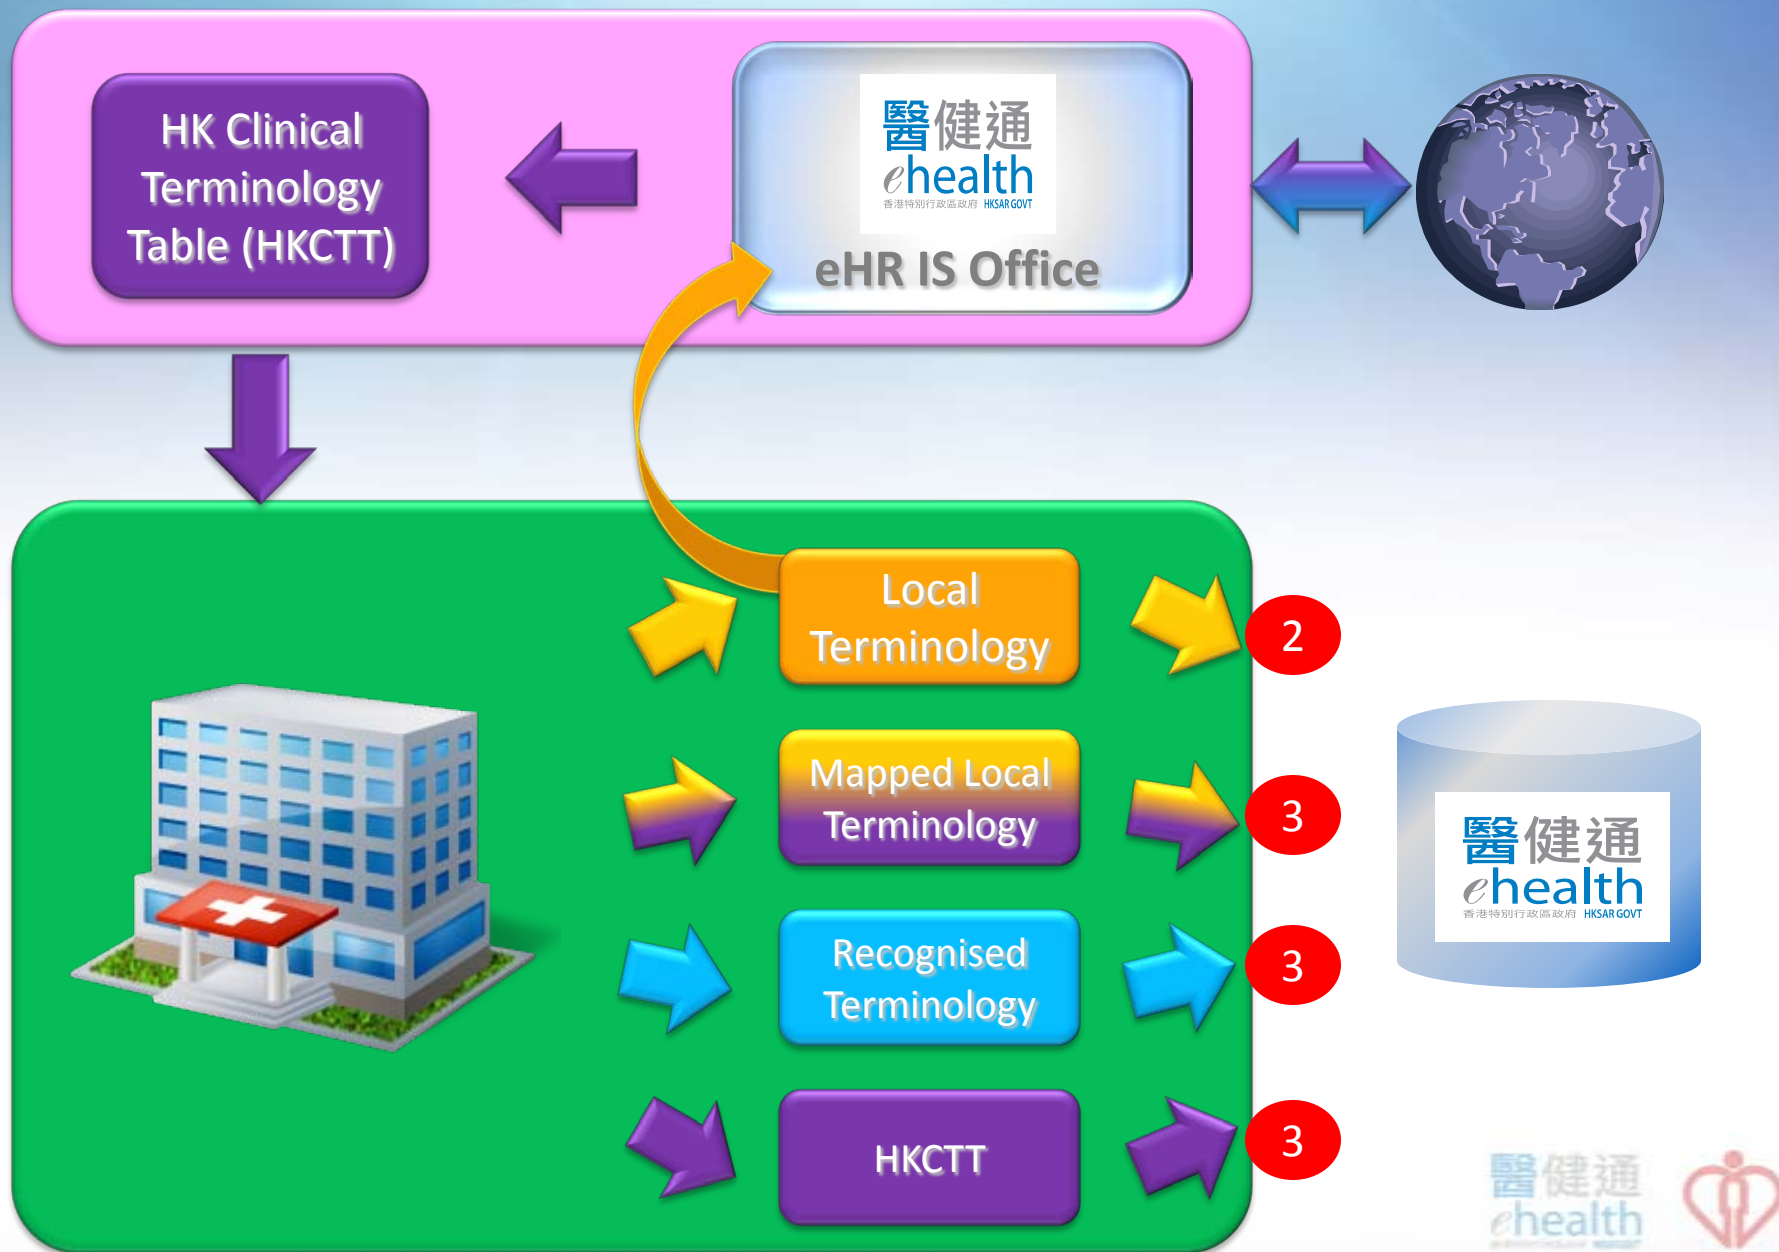 HK Clinical
Terminology
Table (HKCTT)
醫健通
ehealth
香港特別行政區政府 HKSAR GOVT
eHR IS Office
Local
Terminology
2
Mapped Local
Terminology
3
醫健通
ehealth
香港特別行政區政府 HKSAR GOVT
Recognised
Terminology
3
HKCTT
3
醫健通
ehealth